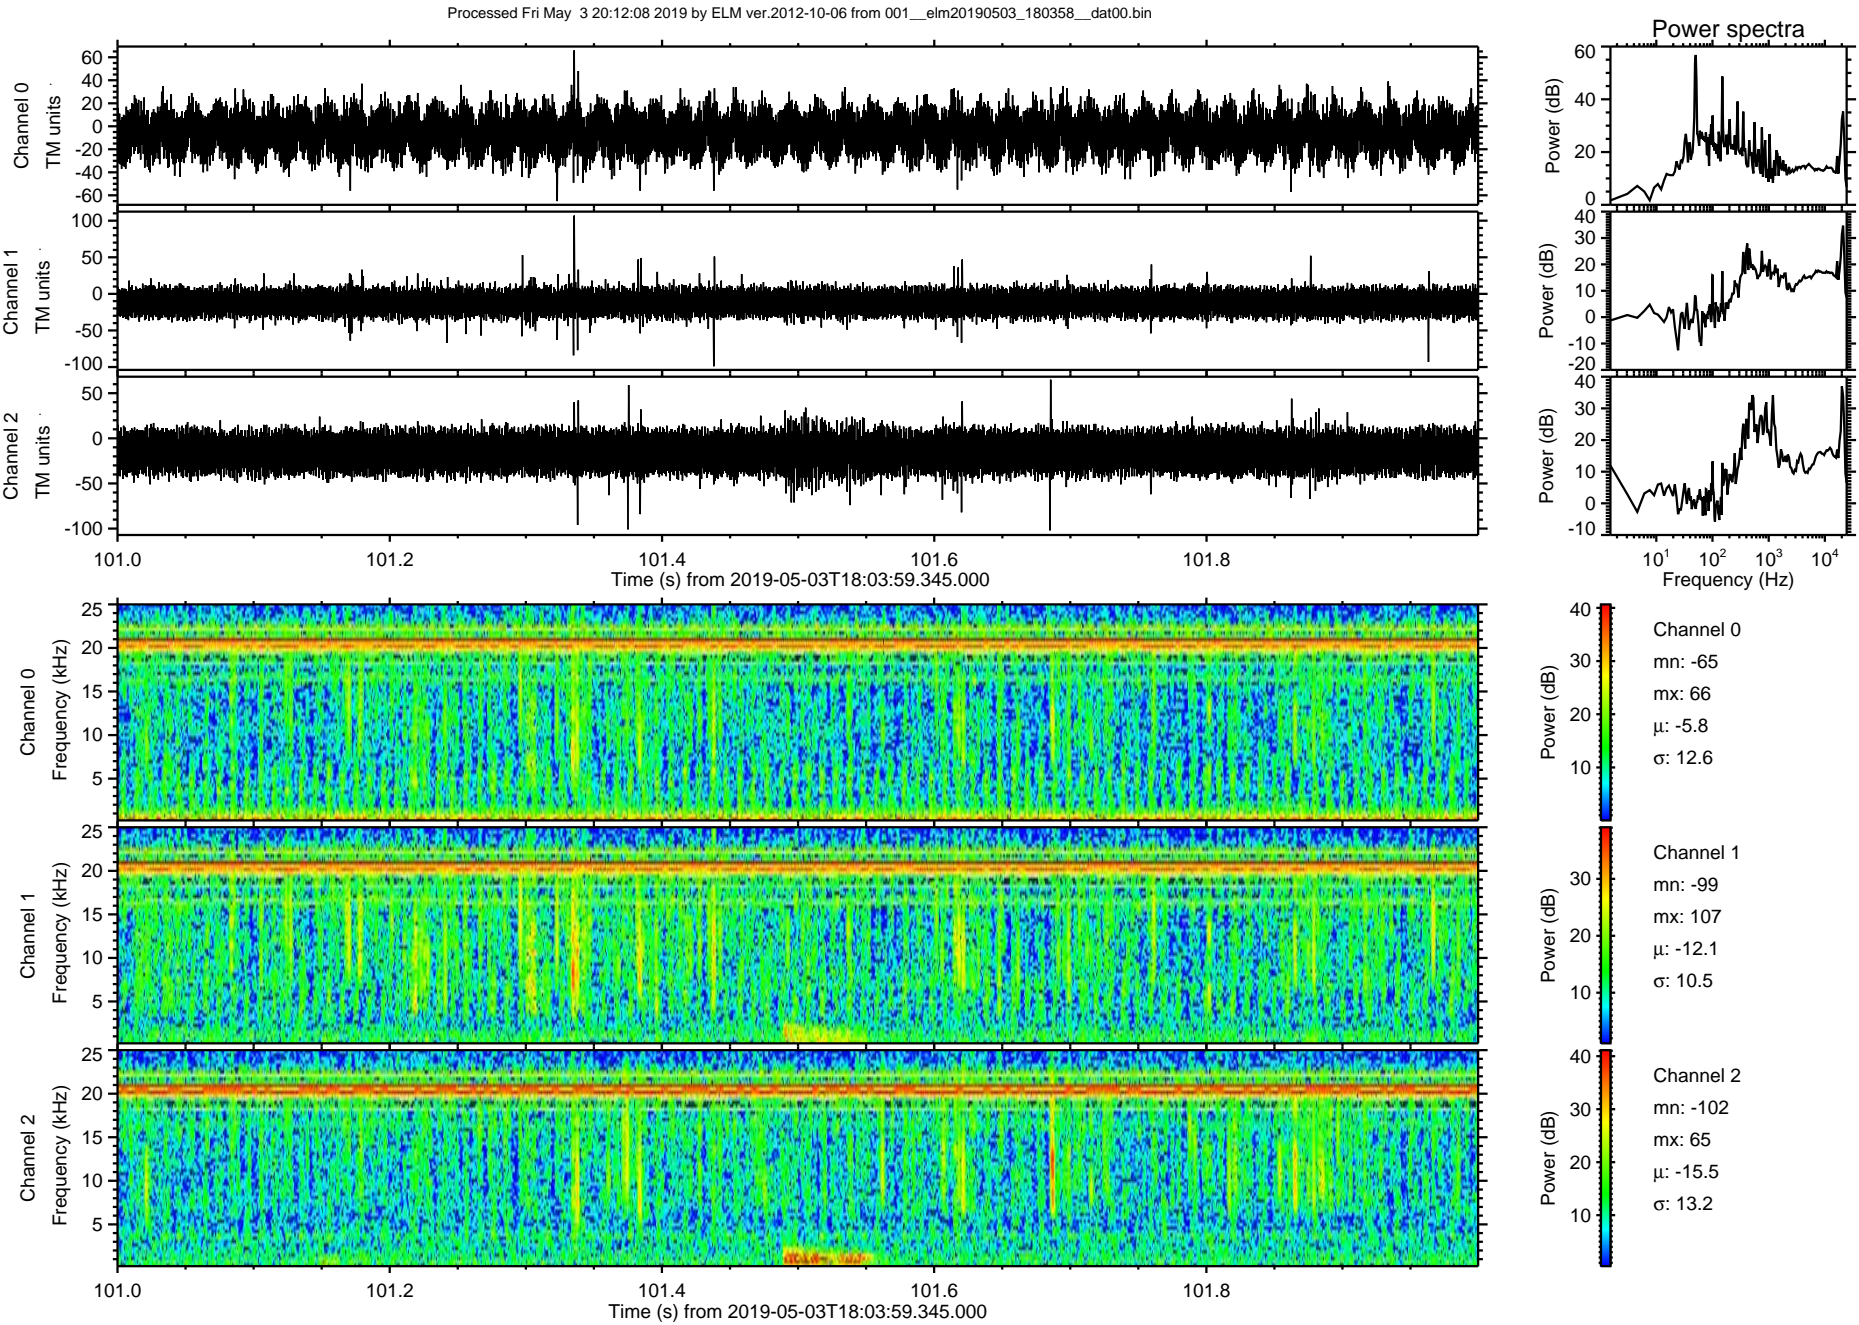 Processed Fri May  3 20:12:08 2019 by ELM ver.2012-10-06 from 001__elm20190503_180358__dat00.bin
Power spectra
Channel 0
TM units
60
40
20
0
-20
-40
-60
Power (dB)
60
40
20
0
Channel 1
TM units
100
50
0
-50
-100
Power (dB)
40
30
20
10
0
-10
-20
Channel 2
TM units
50
0
-50
-100
Power (dB)
40
30
20
10
0
-10
101.0 101.2 101.4 101.6 101.8
Time (s) from 2019-05-03T18:03:59.345.000
10^1 10^2 10^3 10^4
Frequency (Hz)
Channel 0
Frequency (kHz)
25
20
15
10
5
Power (dB)
40
30
20
10
Channel 0
mn: -65
mx: 66
μ: -5.8
σ: 12.6
Channel 1
Frequency (kHz)
25
20
15
10
5
Power (dB)
30
20
10
Channel 1
mn: -99
mx: 107
μ: -12.1
σ: 10.5
Channel 2
Frequency (kHz)
25
20
15
10
5
Power (dB)
40
30
20
10
Channel 2
mn: -102
mx: 65
μ: -15.5
σ: 13.2
101.0 101.2 101.4 101.6 101.8
Time (s) from 2019-05-03T18:03:59.345.000